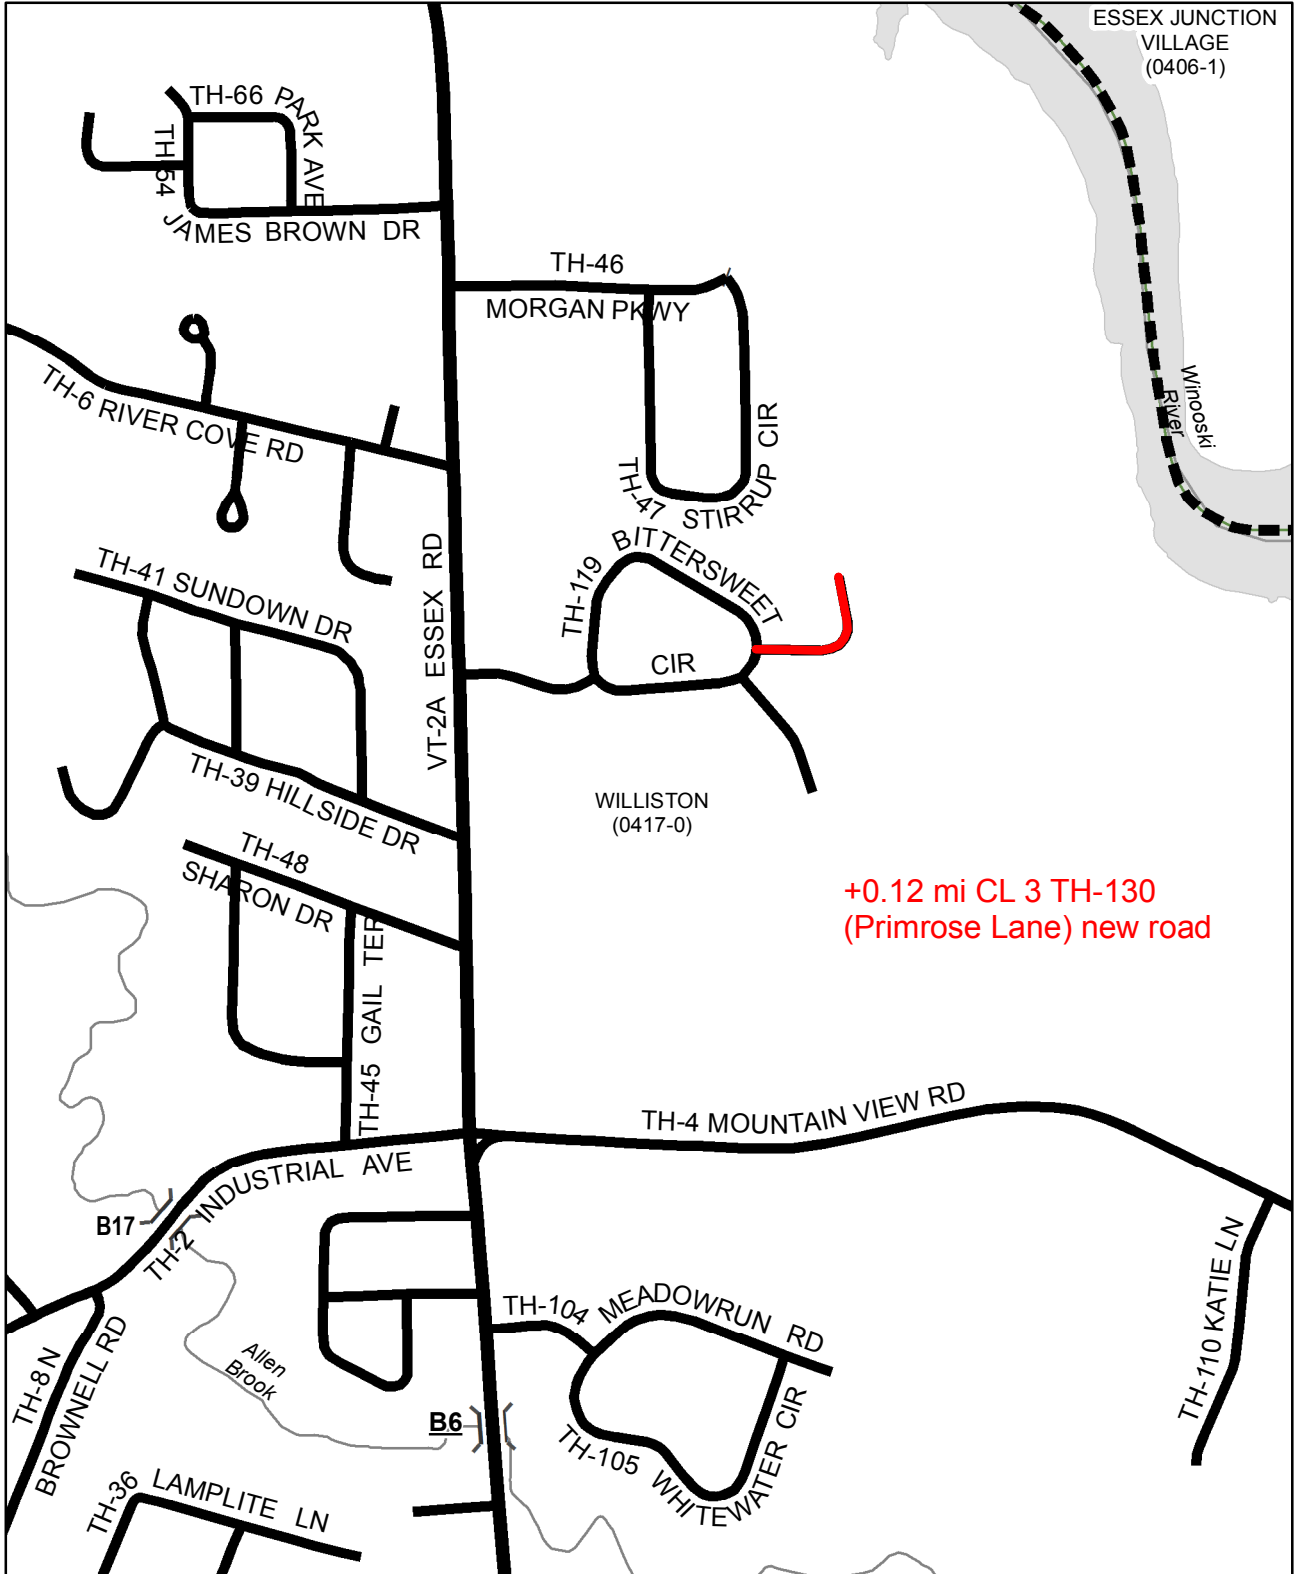 ESSEX JUNCTION
VILLAGE
(0406-1)
TH-66 PARK AVE
TH-54 JAMES BROWN DR
TH-46
MORGAN PKWY
TH-6 RIVER COVE RD
Winooski
River
TH-47 STIRRUP CIR
TH-41 SUNDOWN DR
VT-2A ESSEX RD
TH-119 BITTERSWEET
CIR
TH-39 HILLSIDE DR
WILLISTON
(0417-0)
TH-48
SHARON DR
+0.12 mi CL 3 TH-130
(Primrose Lane) new road
TH-45 GAIL TER
TH-4 MOUNTAIN VIEW RD
TH-2 INDUSTRIAL AVE
B17
TH-104 MEADOWRUN RD
TH-110 KATIE LN
TH-8 N
BROWNELL RD
Allen
Brook
B6
TH-105 WHITEWATER CIR
TH-36 LAMPLITE LN